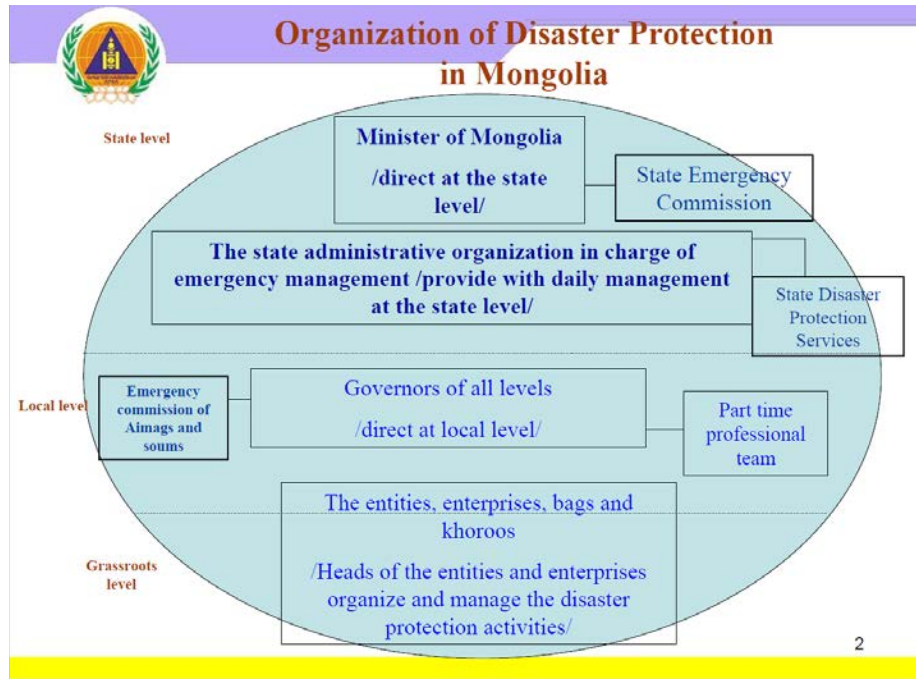 Organization of Disaster Protection
in Mongolia
State level
Minister of Mongolia
/direct at the state
level/
State Emergency
Commission
The state administrative organization in charge of
emergency management /provide with daily management
at the state level/
State Disaster
Protection
Services
Local level
Emergency
commission of
Aimags and
soums
Governors of all levels
/direct at local level/
Part time
professional
team
The entities, enterprises, bags and
khoroos
/Heads of the entities and enterprises
organize and manage the disaster
protection activities/
Grassroots
level
2